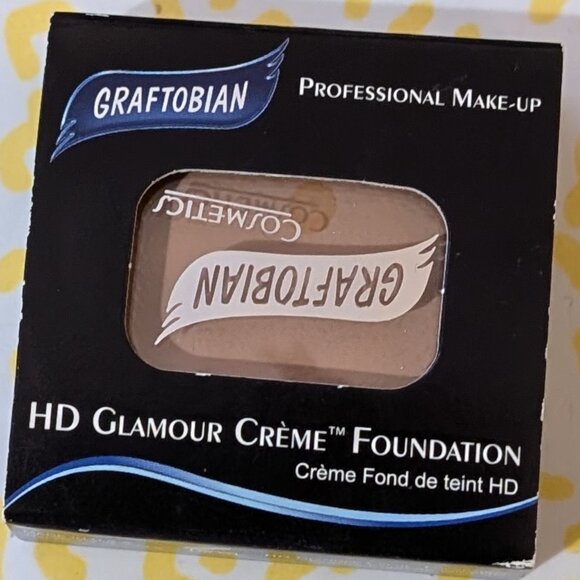 GRAFTOBIAN
PROFESSIONAL MAKE-UP
COSMETICS
GRAFTOBIAN
HD GLAMOUR CRÈME™ FOUNDATION
Crème Fond de teint HD